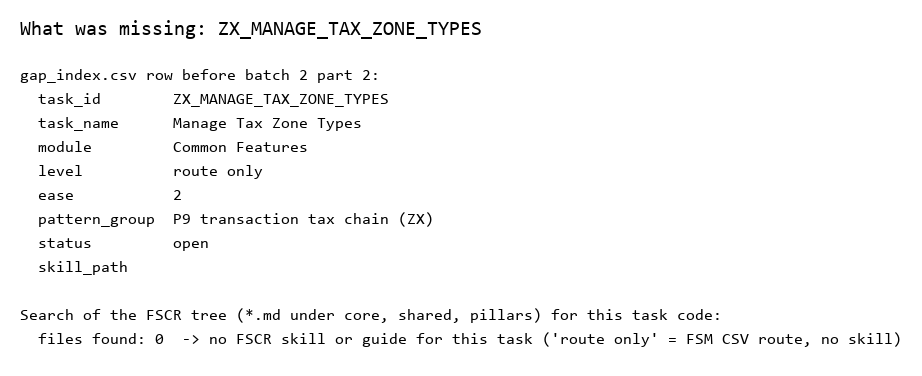 What was missing: ZX_MANAGE_TAX_ZONE_TYPES
gap_index.csv row before batch 2 part 2:
task_id ZX_MANAGE_TAX_ZONE_TYPES
task_name Manage Tax Zone Types
module Common Features
level route only
ease 2
pattern_group P9 transaction tax chain (ZX)
status open
skill_path
Search of the FSCR tree (*.md under core, shared, pillars) for this task code:
files found: 0 -> no FSCR skill or guide for this task ('route only' = FSM CSV route, no skill)